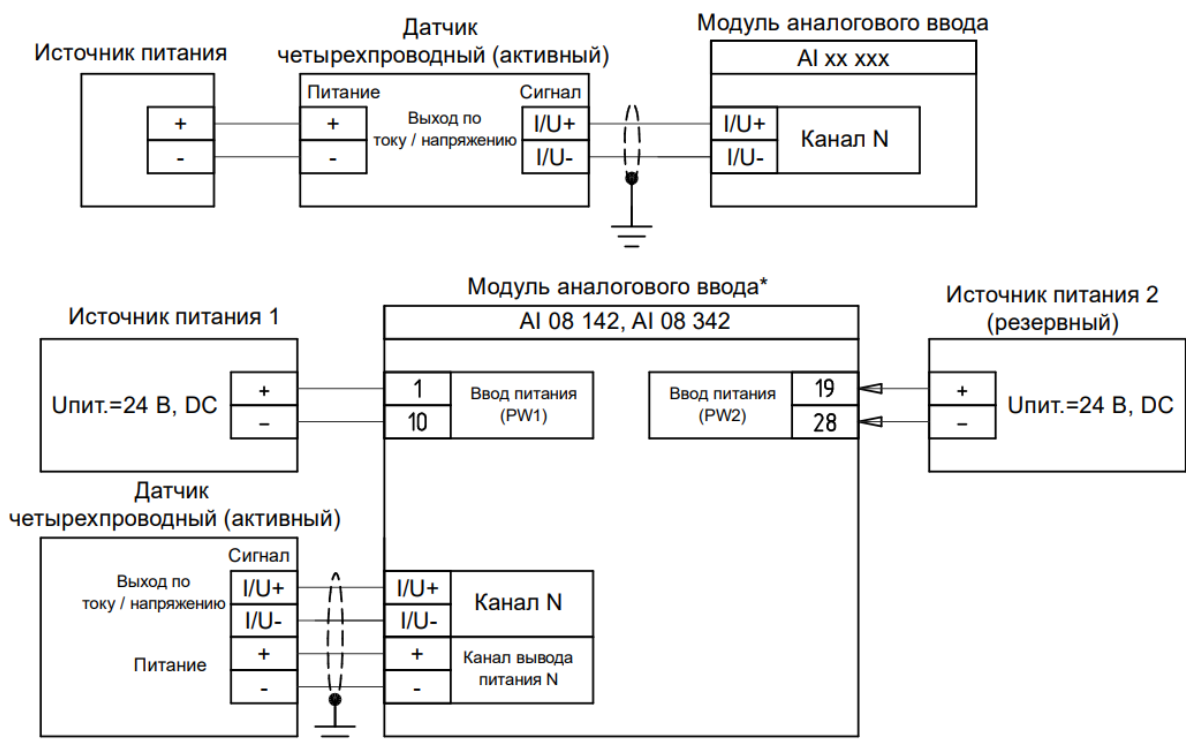 Источник питания
Датчик
четырехпроводный (активный)
Модуль аналогового ввода
AI xx xxx
Питание
Сигнал
+
-
+
-
Выход по
току / напряжению
I/U+
I/U-
I/U+
I/U-
Канал N
Модуль аналогового ввода*
AI 08 142, AI 08 342
Источник питания 1
Источник питания 2
(резервный)
Uпит.=24 В, DC
+
–
1
10
Ввод питания
(PW1)
Ввод питания
(PW2)
19
28
+
–
Uпит.=24 В, DC
Датчик
четырехпроводный (активный)
Сигнал
Выход по
току / напряжению
I/U+
I/U-
Питание
+
-
I/U+
I/U-
Канал N
+
-
Канал вывода
питания N